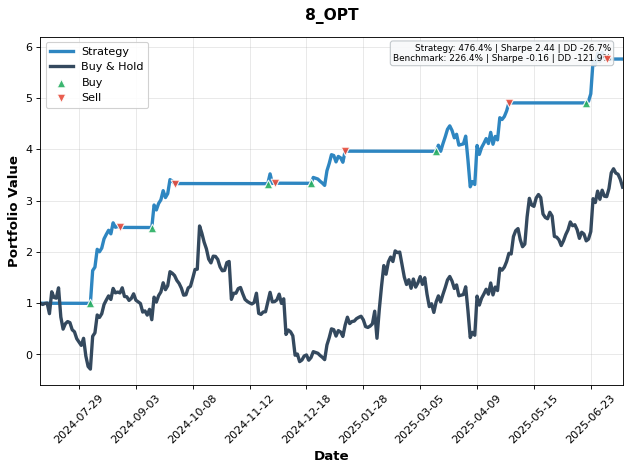 8_OPT
Strategy: 476.4% | Sharpe 2.44 | DD -26.7%
Benchmark: 226.4% | Sharpe -0.16 | DD -121.9%
Strategy
Buy & Hold
Buy
Sell
Portfolio Value
6
5
4
3
2
1
0
2024-07-29
2024-09-03
2024-10-08
2024-11-12
2024-12-18
2025-01-28
2025-03-05
2025-04-09
2025-05-15
2025-06-23
Date